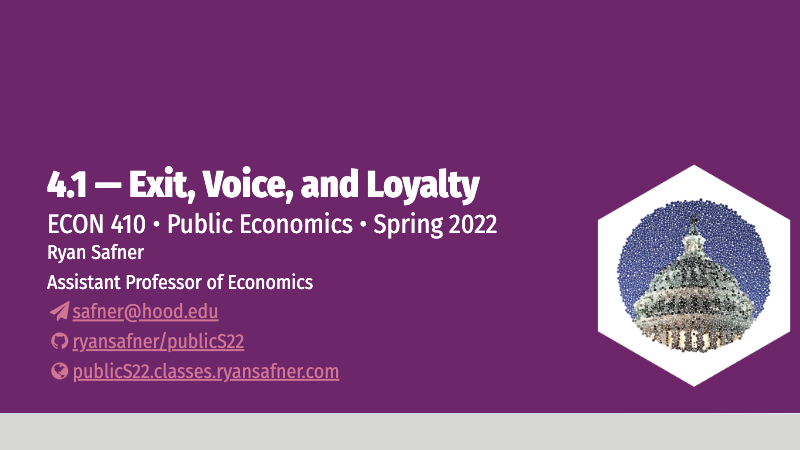 4.1 — Exit, Voice, and Loyalty
ECON 410 • Public Economics • Spring 2022
Ryan Safner
Assistant Professor of Economics
safner@hood.edu
ryansafner/publicS22
publicS22.classes.ryansafner.com